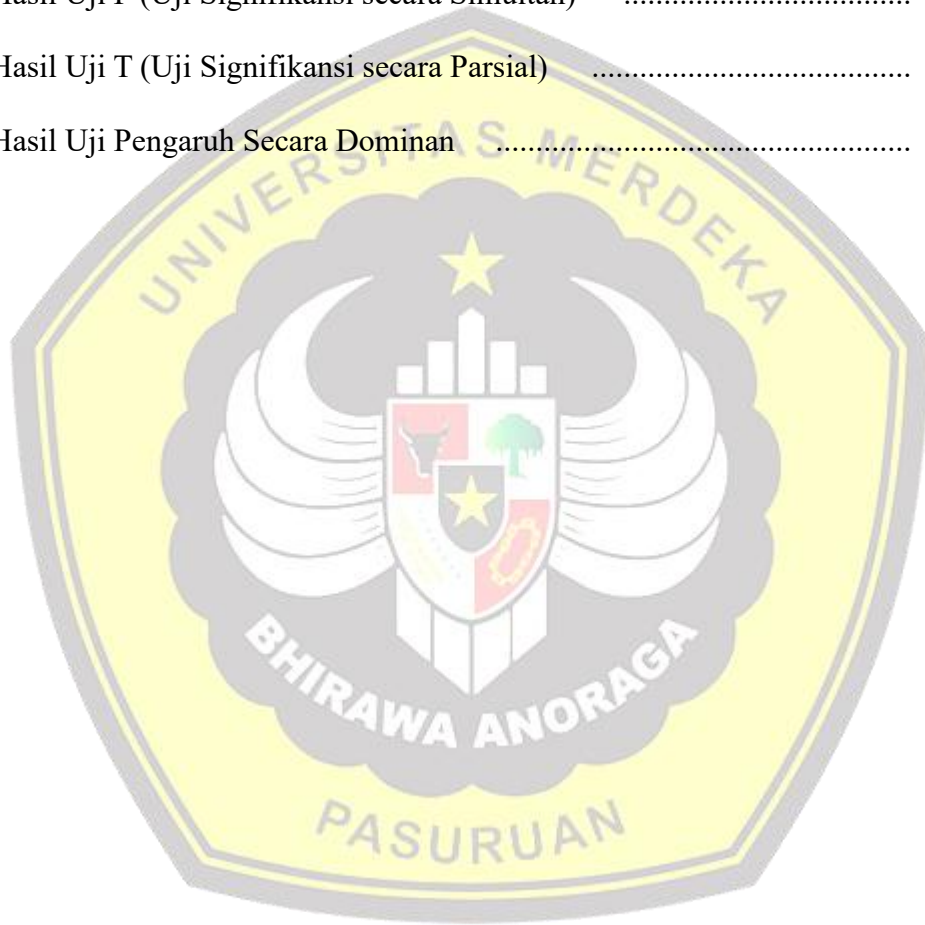 Hasil Uji F (Uji Signifikansi secara Simultan) ....................................
Hasil Uji T (Uji Signifikansi secara Parsial) ........................................
Hasil Uji Pengaruh Secara Dominan ....................................................
UNIVERSITAS MERDEKA
BHIRAWA ANORAGA
PASURUAN